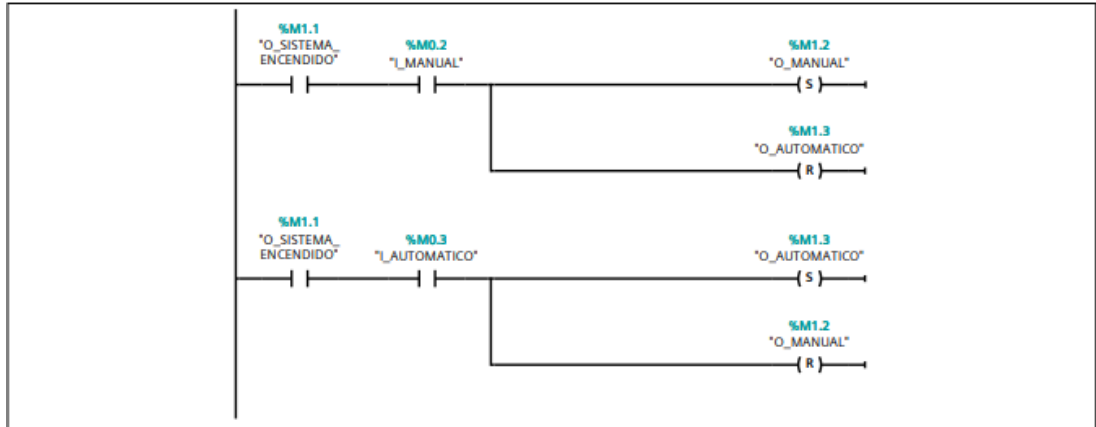 %M1.1
"O_SISTEMA_
ENCENDIDO"
%M0.2
"I_MANUAL"
%M1.2
"O_MANUAL"
S
%M1.3
"O_AUTOMATICO"
R
%M1.1
"O_SISTEMA_
ENCENDIDO"
%M0.3
"I_AUTOMATICO"
%M1.3
"O_AUTOMATICO"
S
%M1.2
"O_MANUAL"
R